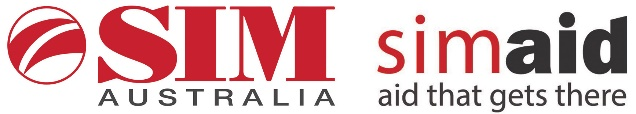 SIM
AUSTRALIA
simaid
aid that gets there